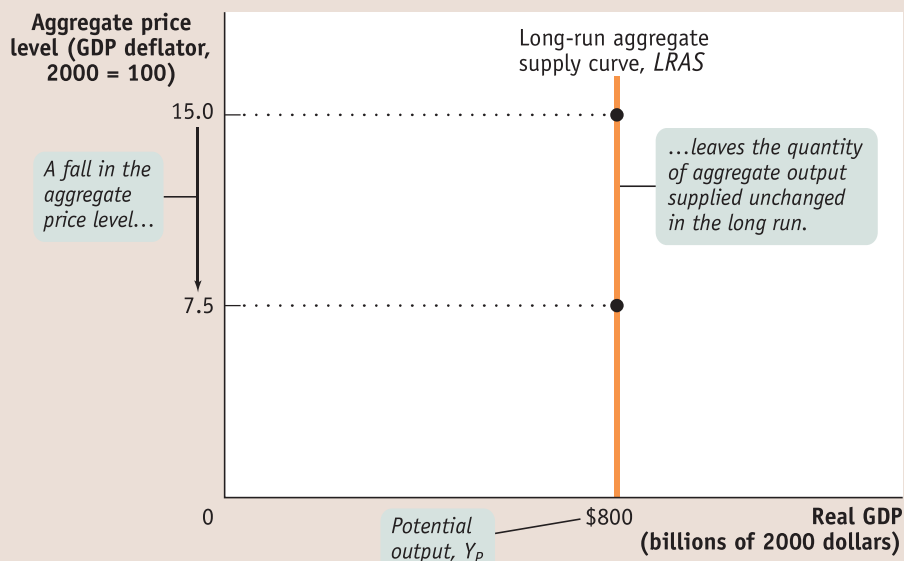 Aggregate price
level (GDP deflator,
2000 = 100)
Long-run aggregate
supply curve, LRAS
15.0
A fall in the
aggregate
price level…
…leaves the quantity
of aggregate output
supplied unchanged
in the long run.
7.5
0
Potential
output, YP
$800
Real GDP
(billions of 2000 dollars)